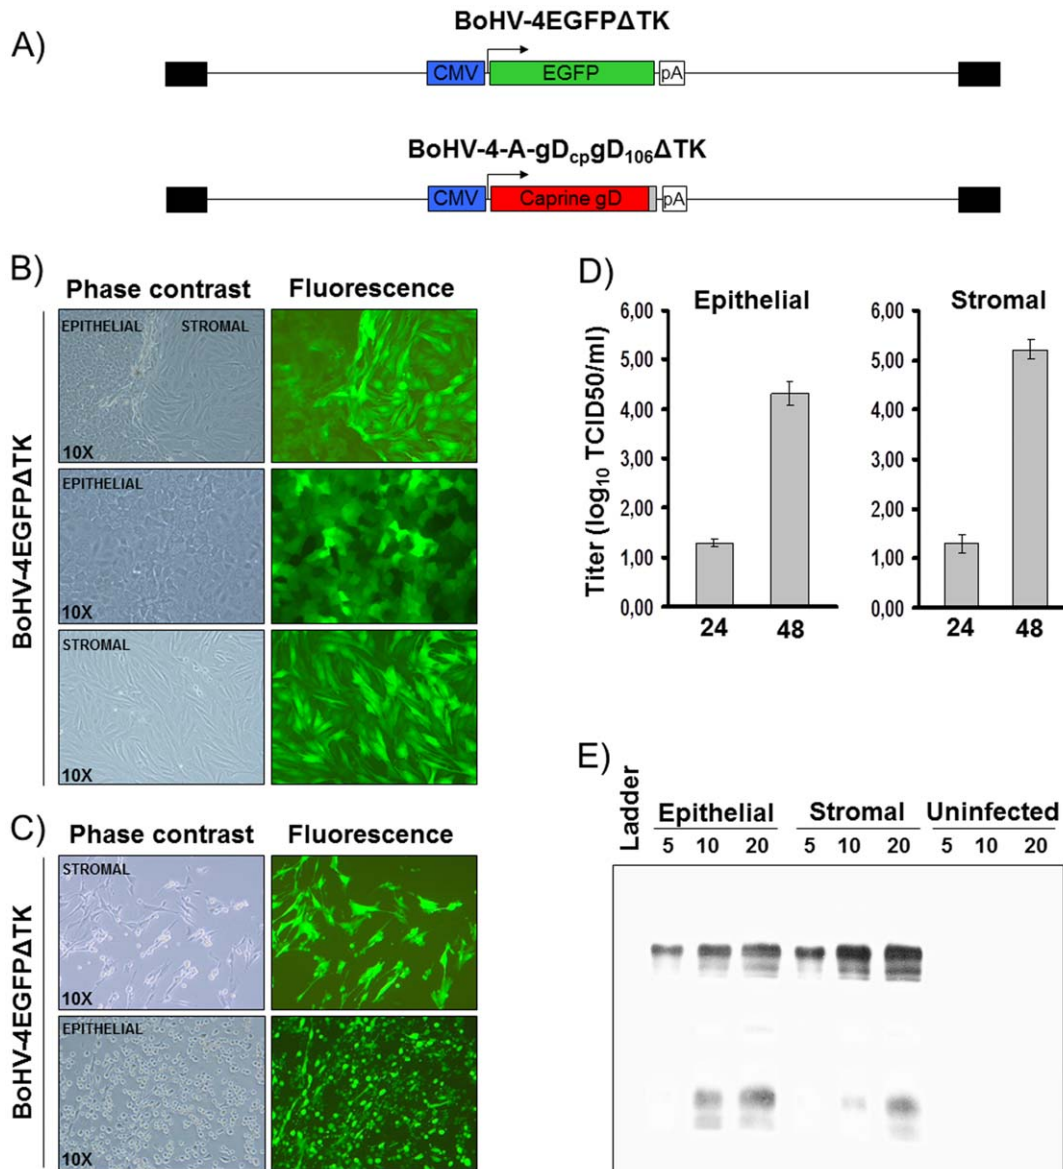 A)
BoHV-4EGFPΔTK
CMV EGFP pA
BoHV-4-A-gDcpgD106ΔTK
CMV Caprine gD pA
B)
Phase contrast Fluorescence
BoHV-4EGFPΔTK
EPITHELIAL STROMAL
10X
EPITHELIAL
10X
STROMAL
10X
C)
Phase contrast Fluorescence
BoHV-4EGFPΔTK
STROMAL
10X
EPITHELIAL
10X
D)
Epithelial Stromal
Titer (log10 TCID50/ml)
6,00
5,00
4,00
3,00
2,00
1,00
0,00
24 48
6,00
5,00
4,00
3,00
2,00
1,00
0,00
24 48
E)
Ladder
Epithelial Stromal Uninfected
5 10 20 5 10 20 5 10 20